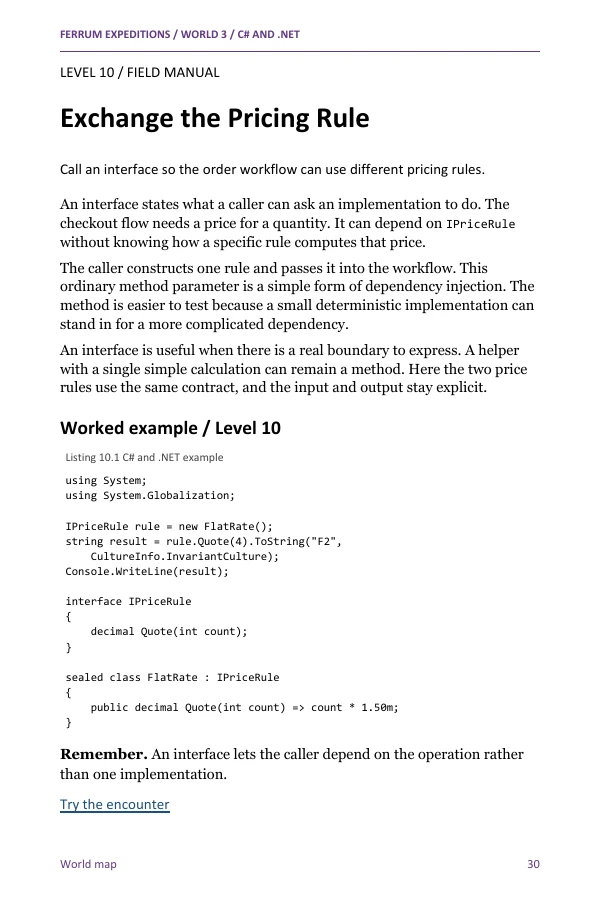 FERRUM EXPEDITIONS / WORLD 3 / C# AND .NET
LEVEL 10 / FIELD MANUAL
Exchange the Pricing Rule
Call an interface so the order workflow can use different pricing rules.
An interface states what a caller can ask an implementation to do. The
checkout flow needs a price for a quantity. It can depend on IPriceRule
without knowing how a specific rule computes that price.
The caller constructs one rule and passes it into the workflow. This
ordinary method parameter is a simple form of dependency injection. The
method is easier to test because a small deterministic implementation can
stand in for a more complicated dependency.
An interface is useful when there is a real boundary to express. A helper
with a single simple calculation can remain a method. Here the two price
rules use the same contract, and the input and output stay explicit.
Worked example / Level 10
Listing 10.1 C# and .NET example
using System;
using System.Globalization;

IPriceRule rule = new FlatRate();
string result = rule.Quote(4).ToString("F2",
    CultureInfo.InvariantCulture);
Console.WriteLine(result);

interface IPriceRule
{
    decimal Quote(int count);
}

sealed class FlatRate : IPriceRule
{
    public decimal Quote(int count) => count * 1.50m;
}
Remember. An interface lets the caller depend on the operation rather
than one implementation.
Try the encounter
World map 30